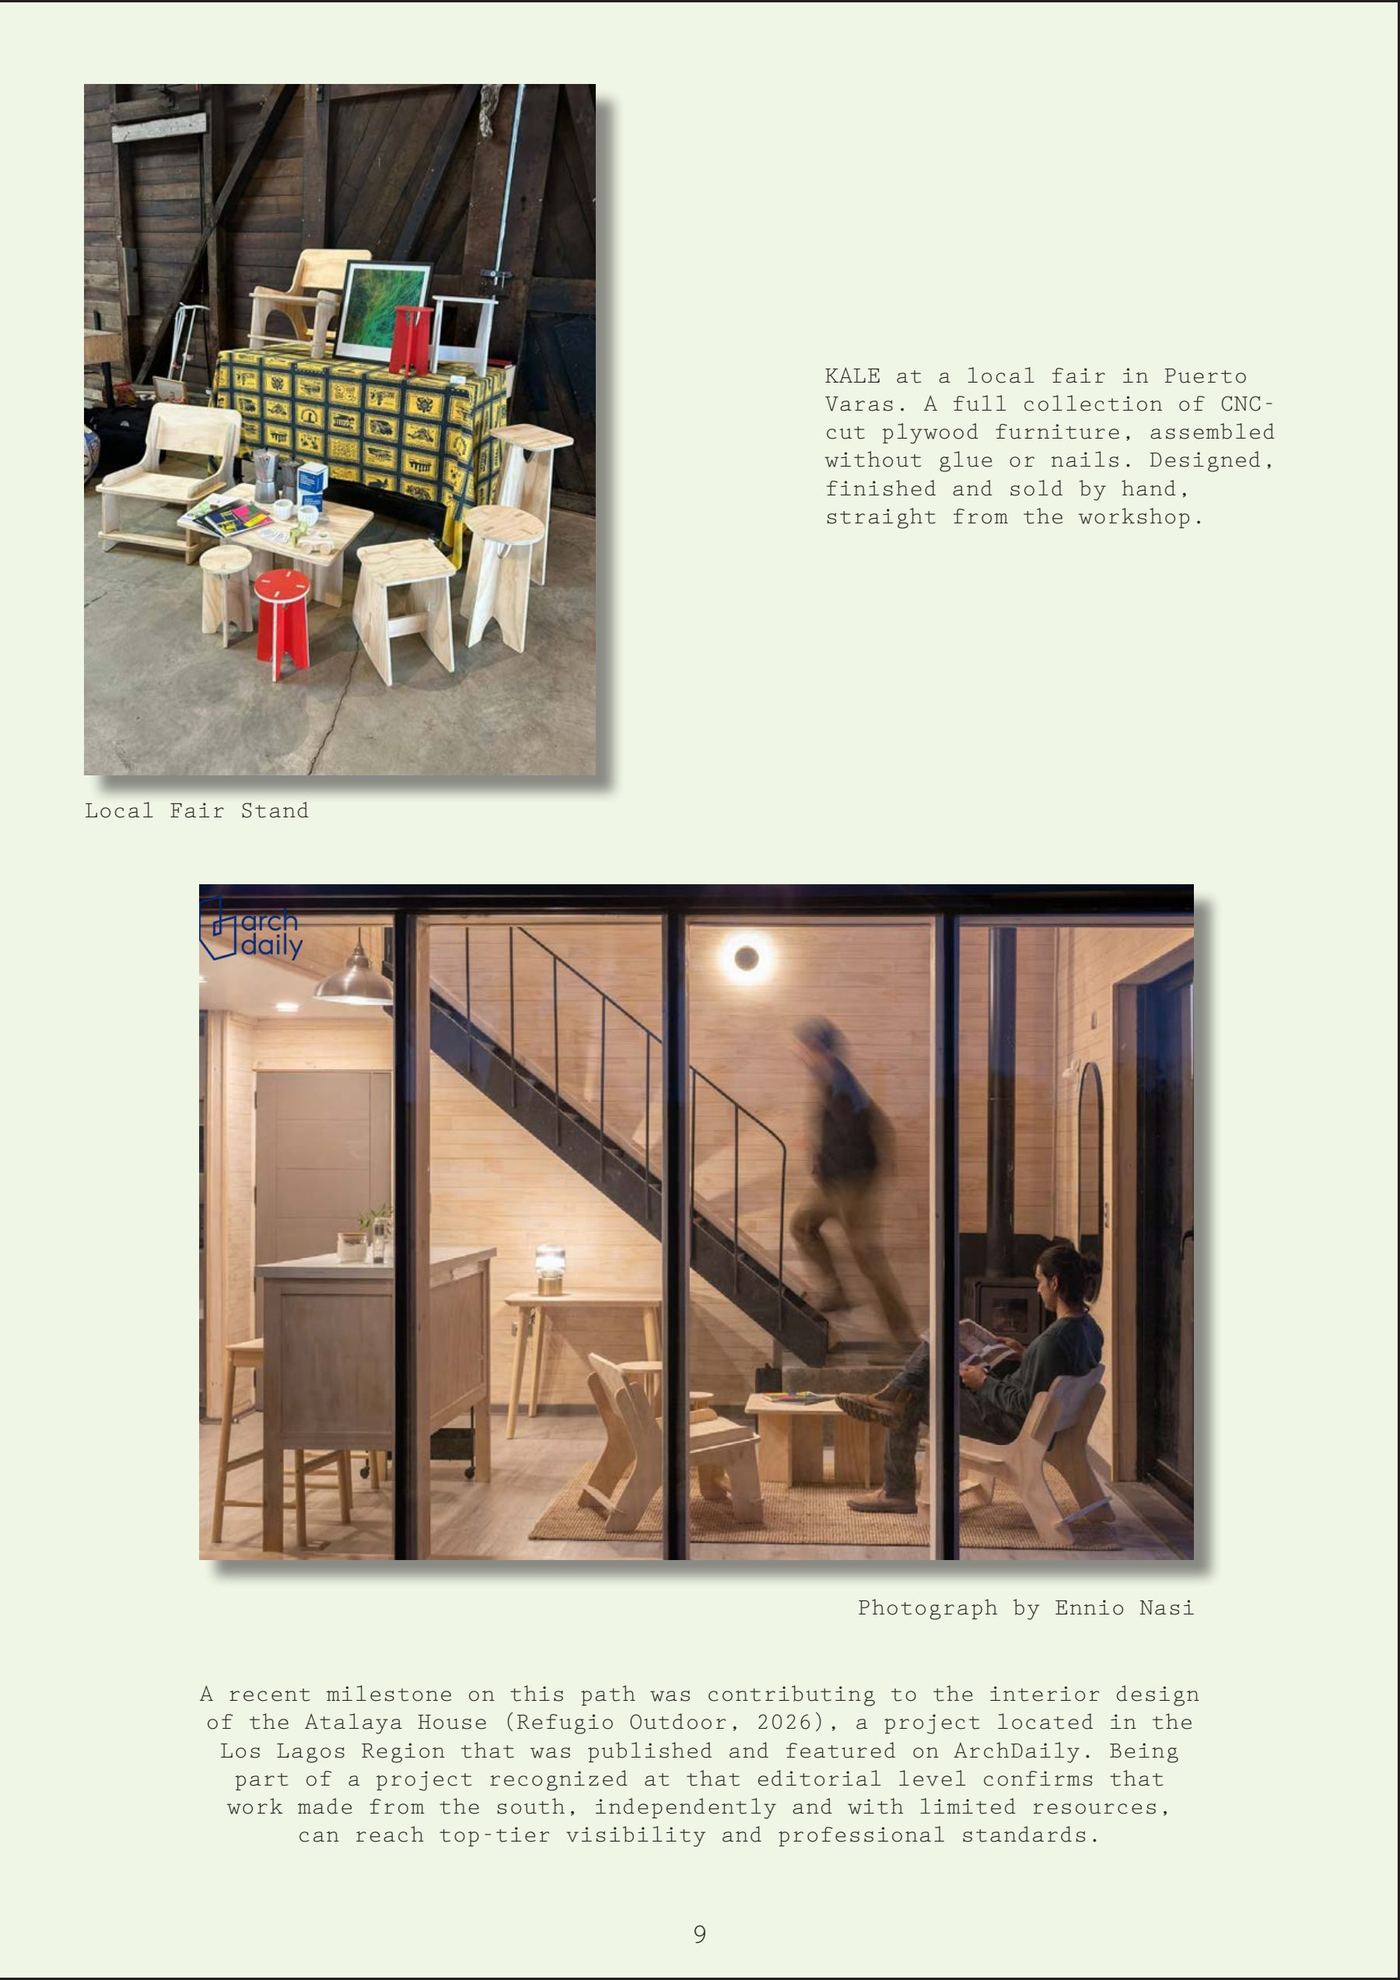 KALE at a local fair in Puerto
Varas. A full collection of CNC-
cut plywood furniture, assembled
without glue or nails. Designed,
finished and sold by hand,
straight from the workshop.
Local Fair Stand
arch
daily
Photograph by Ennio Nasi
A recent milestone on this path was contributing to the interior design
of the Atalaya House (Refugio Outdoor, 2026), a project located in the
Los Lagos Region that was published and featured on ArchDaily. Being
part of a project recognized at that editorial level confirms that
work made from the south, independently and with limited resources,
can reach top-tier visibility and professional standards.
9